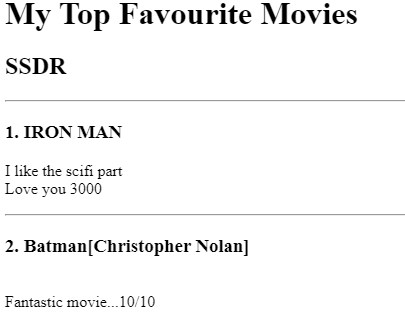 My Top Favourite Movies
SSDR
1. IRON MAN
I like the scifi part
Love you 3000
2. Batman[Christopher Nolan]
Fantastic movie...10/10